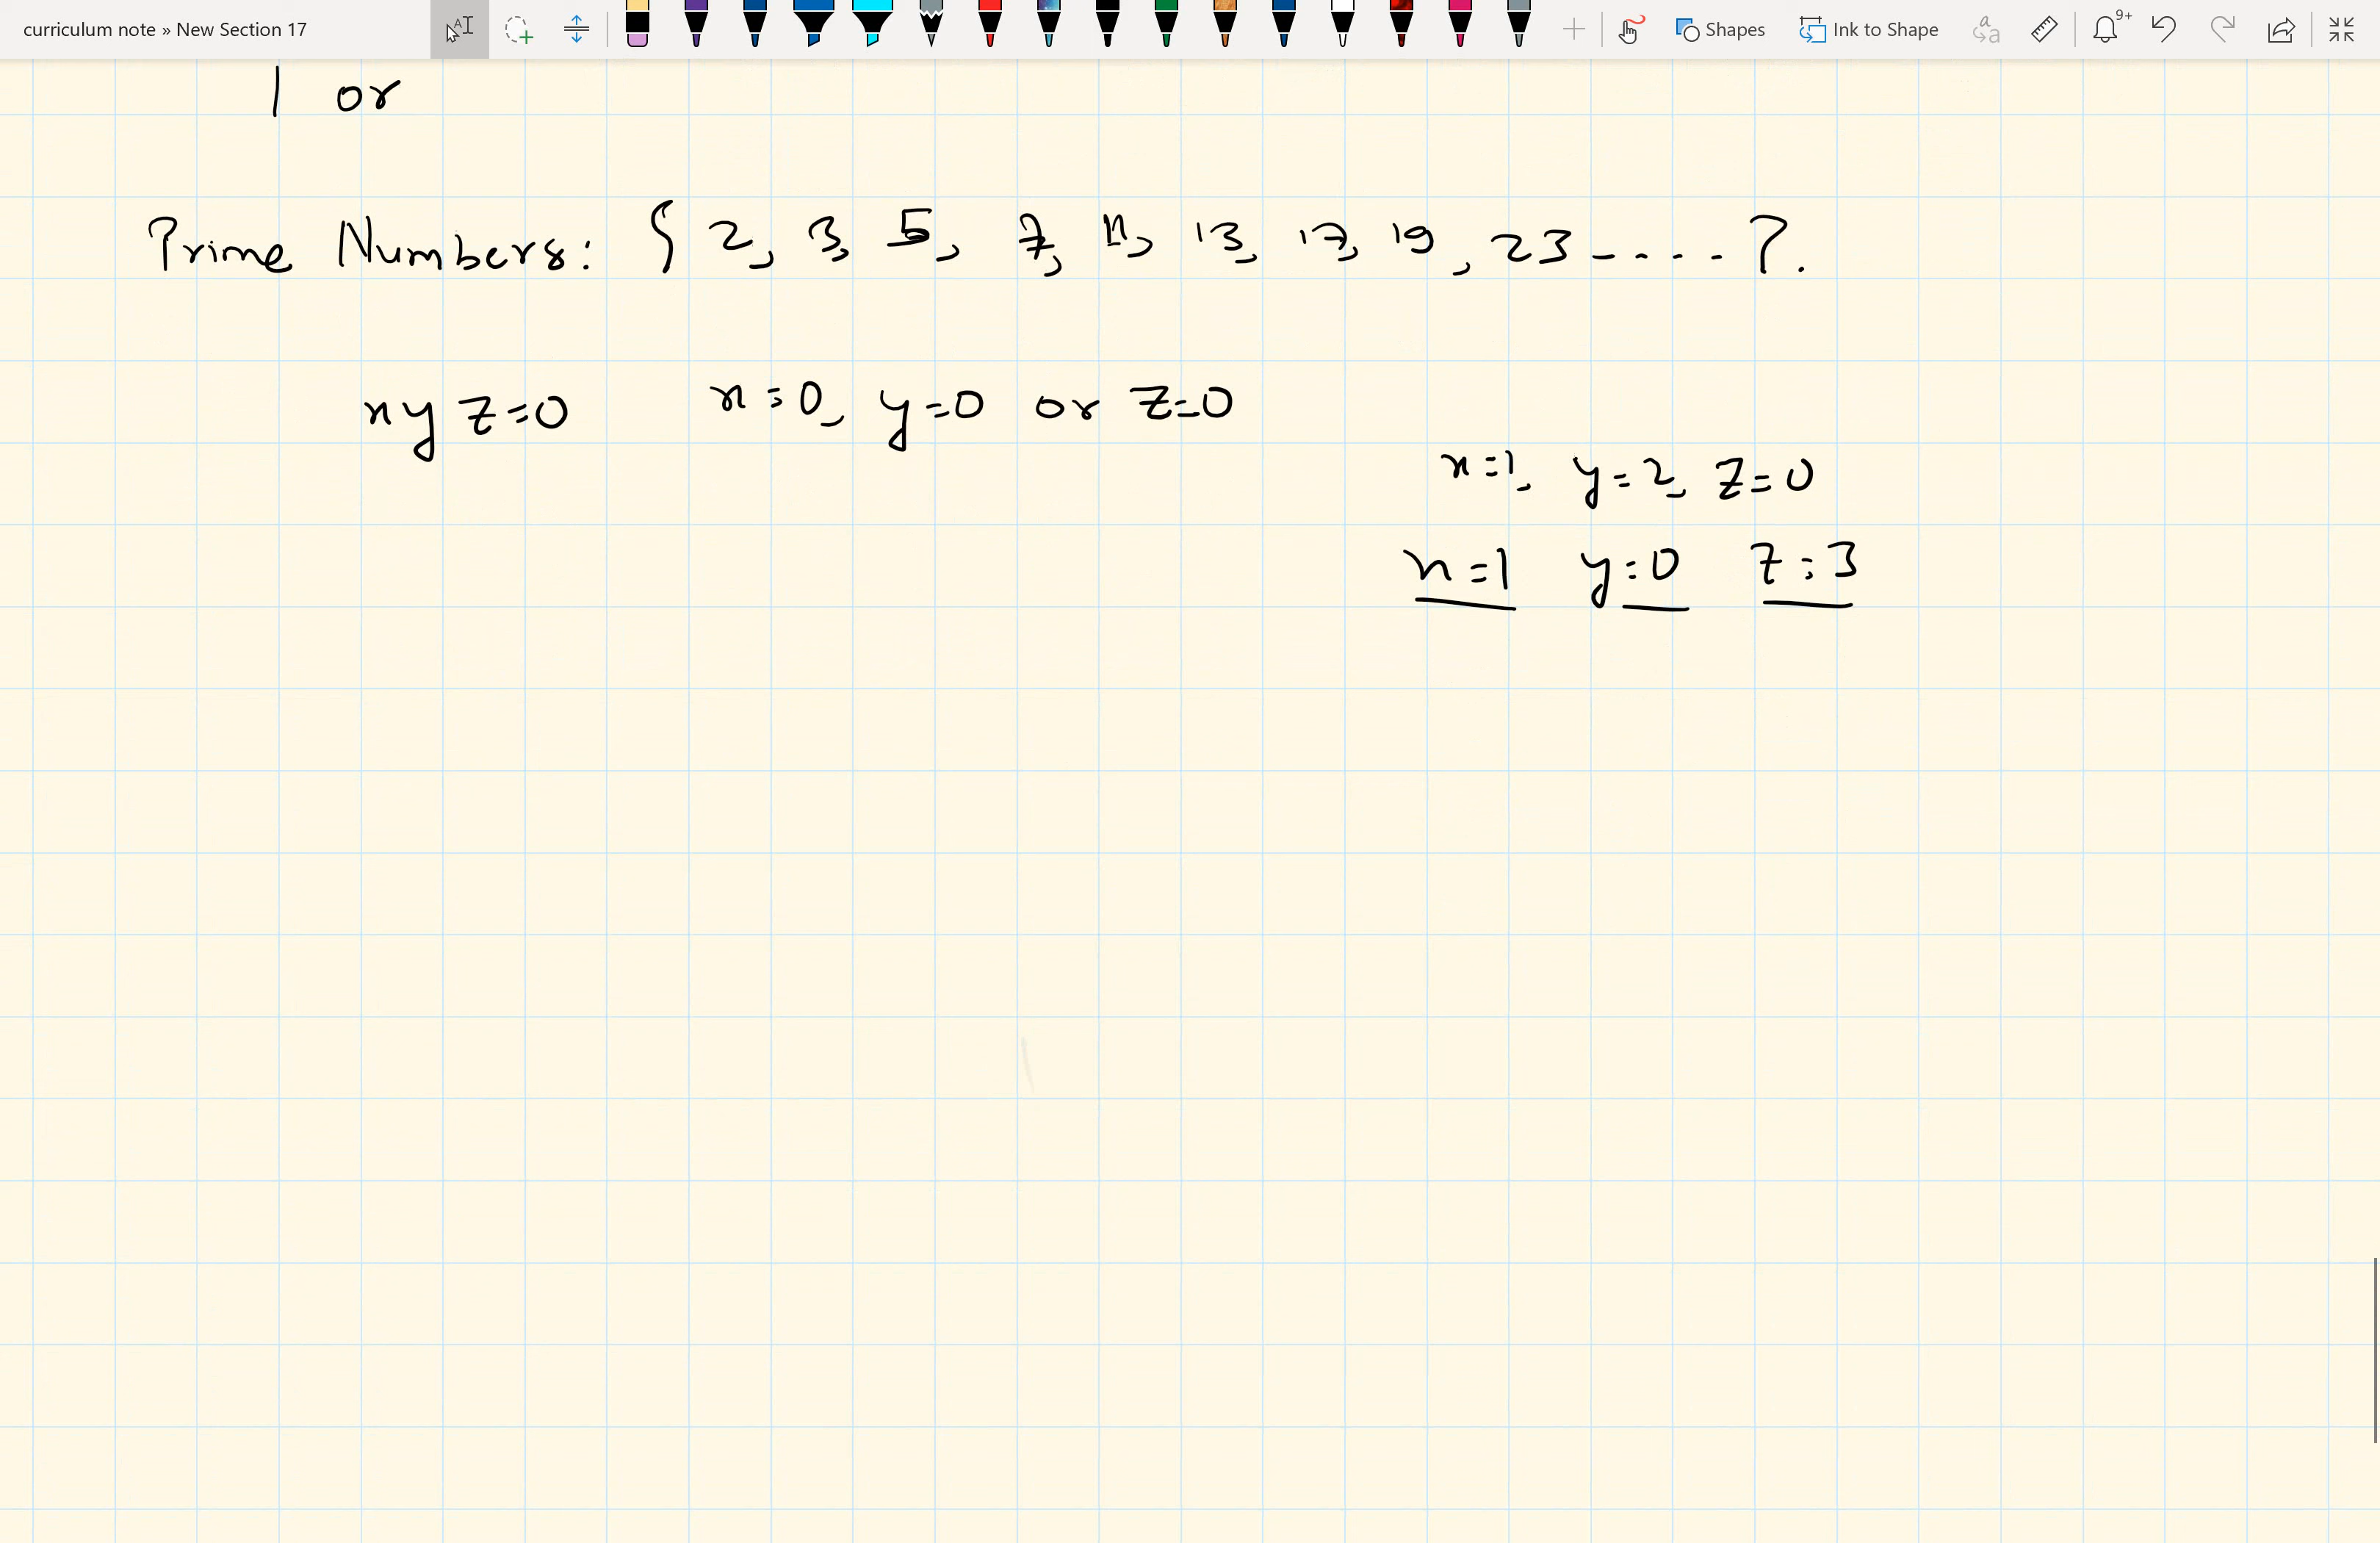 curriculum note » New Section 17 Shapes Ink to Shape 9+
1 or
Prime Numbers: { 2, 3, 5, 7, 11, 13, 17, 19, 23 ----- }.
xyz=0 x=0, y=0 or z=0
x=1, y=2, z=0
x=1 y=0 z=3